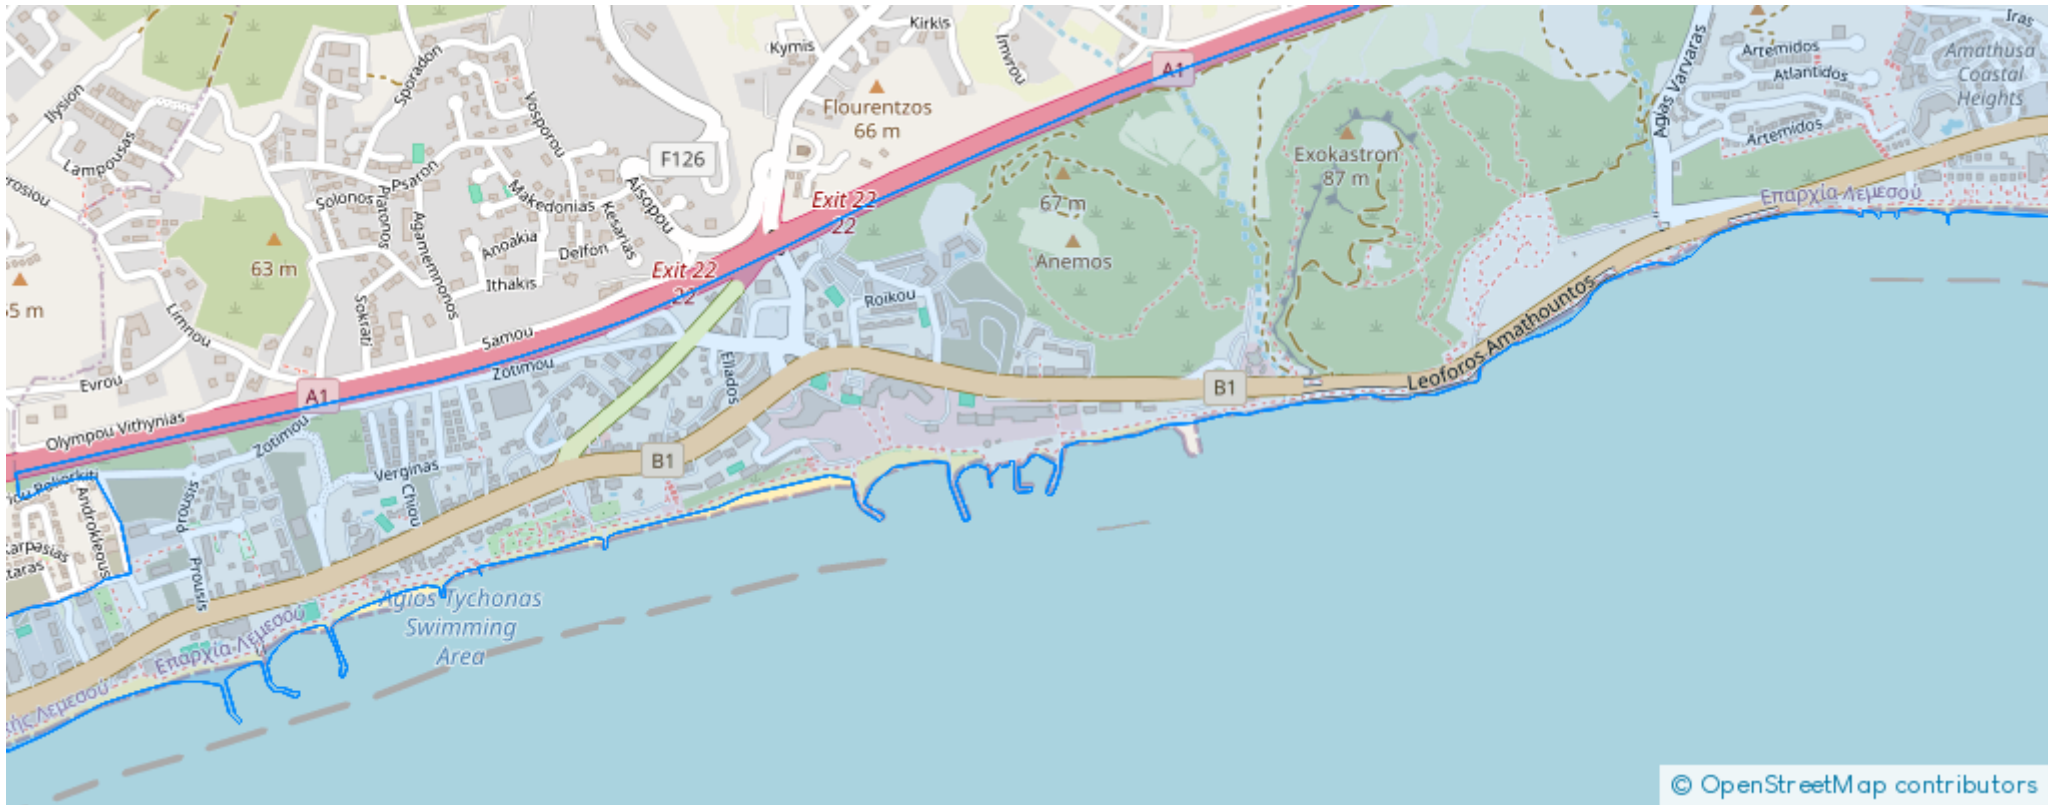 Kirkis
Kymis
Imvrou
A1
Iras
Artemidos
Amathusa
Coastal
Heights
Atlantidos
Artemidos
Agias Varvaras
Ilysion
Sporadon
Vosporou
Flourentzos
66 m
F126
Lampousas
Psaron
Solonos
Platonos
Agamemnonos
Makedonias
Kesarias
Aisopou
Exokastron
87 m
67 m
Anemos
Επαρχία Λεμεσού
Exit 22
22
Exit 22
22
Anoakia
Delfon
Ithakis
63 m
Limnou
Sokrati
Samou
Roikou
Evrou
Zotimou
Eliados
A1
B1
Leoforos Amathountos
Olympou Vithynias
Zotimou
Verginas
Chiou
B1
Androkleous
Prousis
Prousis
Επαρχία Λεμεσού
Agios Tychonas
Swimming
Area
© OpenStreetMap contributors